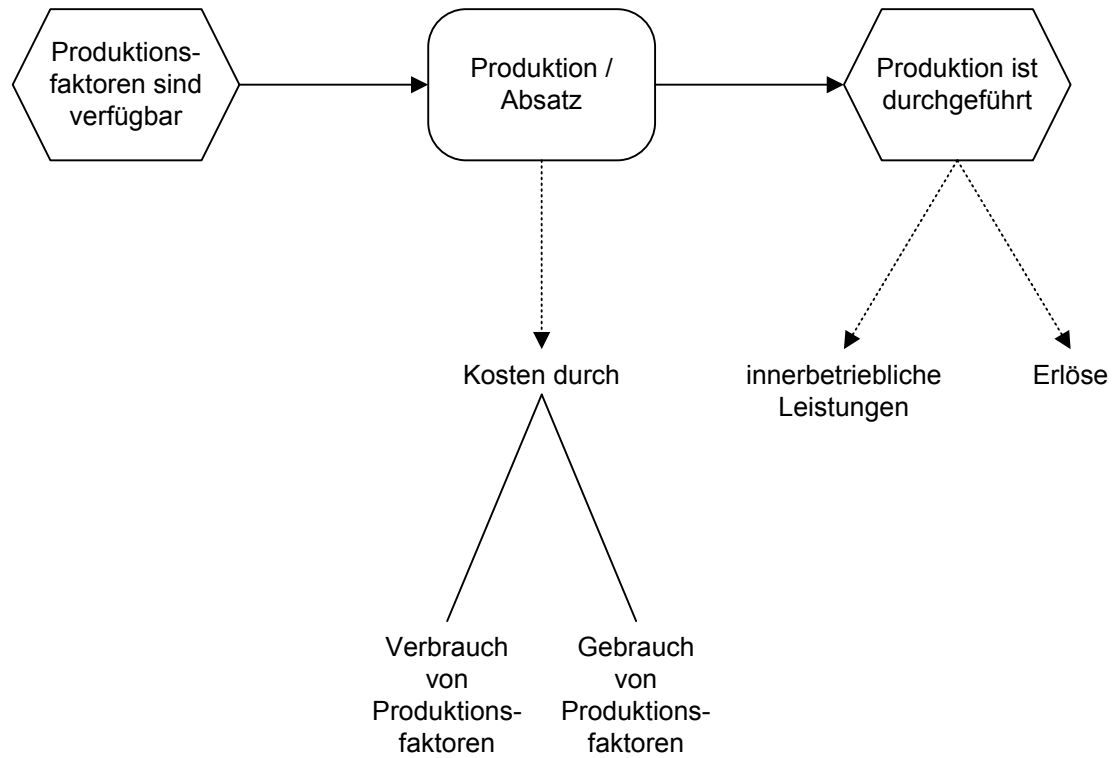 Produktions-
faktoren sind
verfügbar
Produktion /
Absatz
Produktion ist
durchgeführt
Kosten durch
innerbetriebliche
Leistungen
Erlöse
Verbrauch
von
Produktions-
faktoren
Gebrauch
von
Produktions-
faktoren